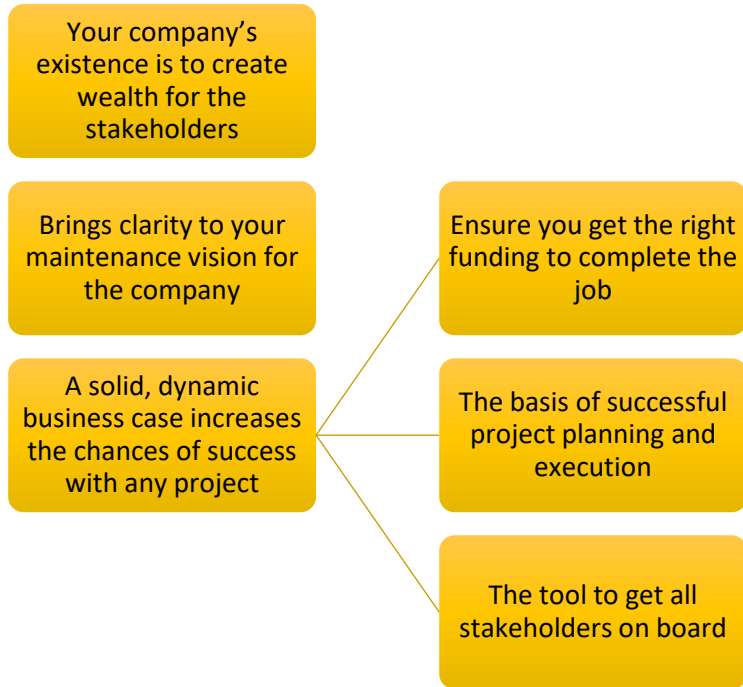 Your company’s
existence is to create
wealth for the
stakeholders
Brings clarity to your
maintenance vision for
the company
A solid, dynamic
business case increases
the chances of success
with any project
Ensure you get the right
funding to complete the
job
The basis of successful
project planning and
execution
The tool to get all
stakeholders on board